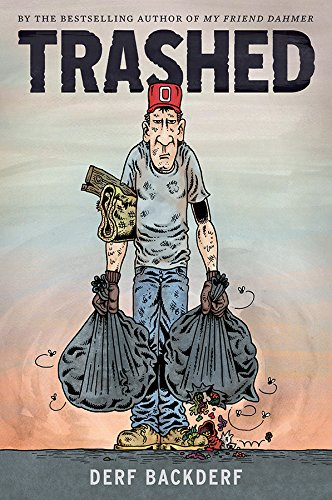 BY THE BESTSELLING AUTHOR OF MY FRIEND DAHMER
TRASHED
O
DERF BACKDERF